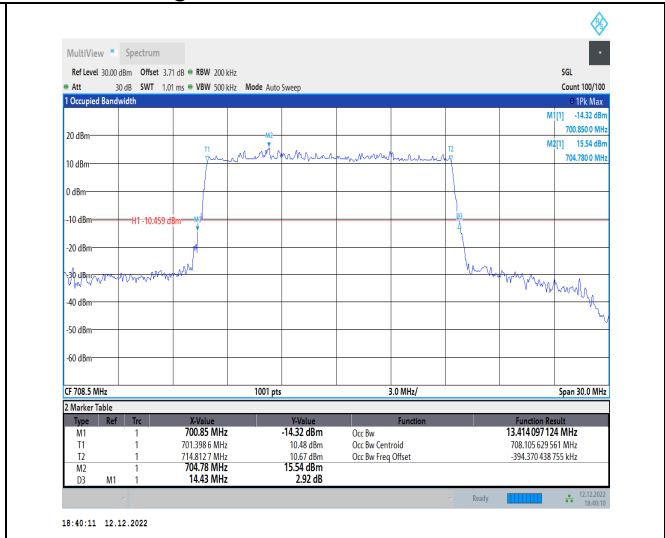 MultiView Spectrum
Ref Level 30.00 dBm Offset 3.71 dB RBW 200 kHz SGL
Att 30 dB SWT 1.01 ms VBW 500 kHz Mode Auto Sweep Count 100/100
1 Occupied Bandwidth 1Pk Max
M1[1] -14.32 dBm
700.850 0 MHz
M2[1] 15.54 dBm
704.780 0 MHz
20 dBm
M2
T1 T2
10 dBm
0 dBm
-10 dBm H1 -10.459 dBm M1 D3
-20 dBm
-30 dBm
-40 dBm
-50 dBm
-60 dBm
CF 708.5 MHz 1001 pts 3.0 MHz/ Span 30.0 MHz
2 Marker Table
Type Ref Trc X-Value Y-Value Function Function Result
M1 1 700.85 MHz -14.32 dBm Occ Bw 13.414 097 124 MHz
T1 1 701.398 6 MHz 10.48 dBm Occ Bw Centroid 708.105 629 561 MHz
T2 1 714.812 7 MHz 10.67 dBm Occ Bw Freq Offset -394.370 438 755 kHz
M2 1 704.78 MHz 15.54 dBm
D3 M1 1 14.43 MHz 2.92 dB
Ready 12.12.2022
18:40:10
18:40:11 12.12.2022